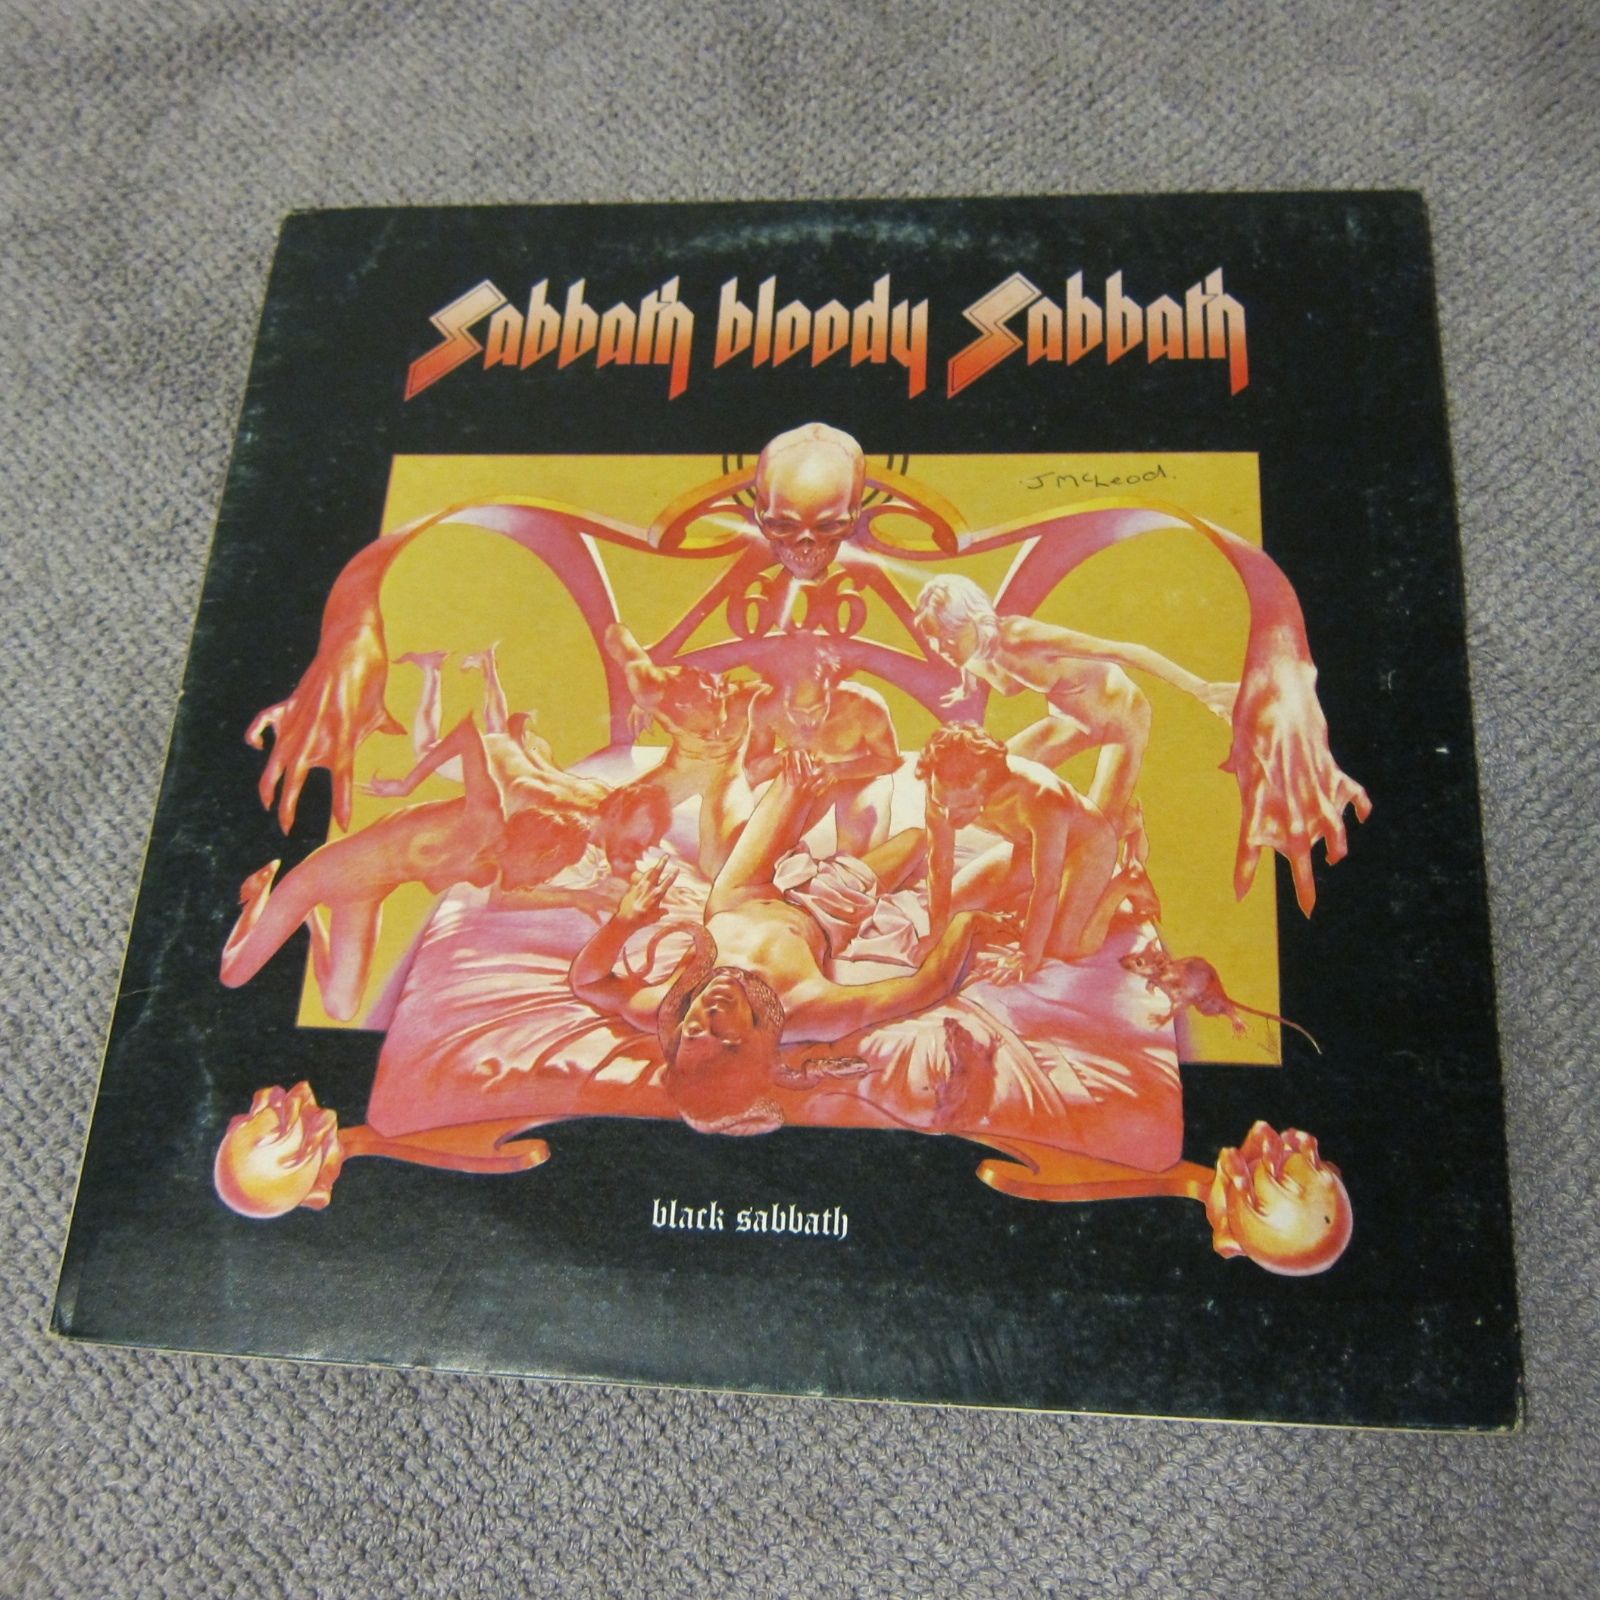 Sabbath bloody Sabbath
J McLeod.
666
black sabbath